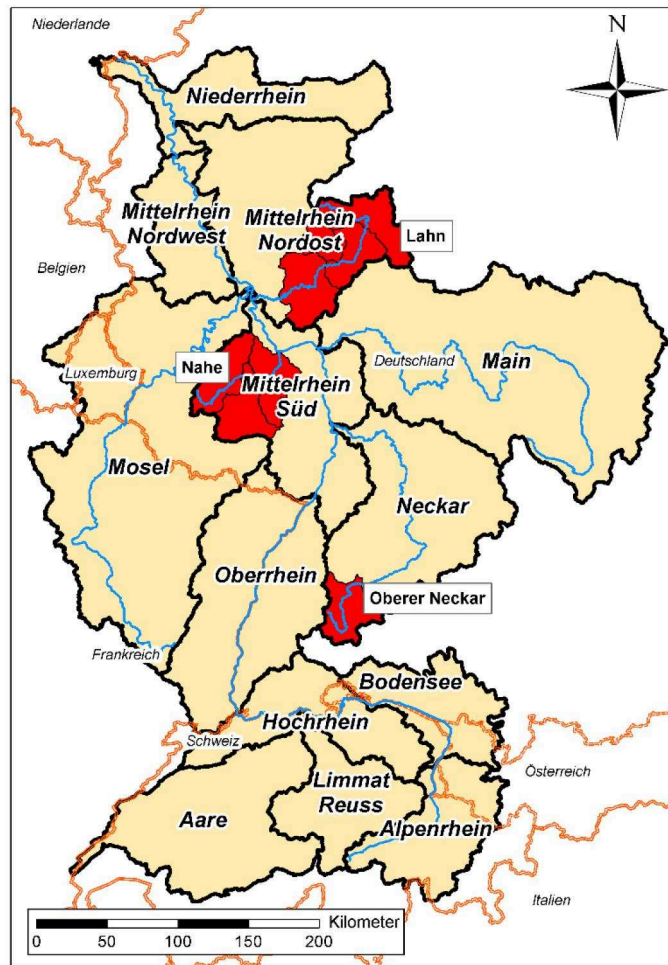 Niederlande
N
Niederrhein
Mittelrhein
Nordwest
Mittelrhein
Nordost
Lahn
Belgien
Luxemburg
Nahe
Mittelrhein
Süd
Deutschland
Main
Mosel
Neckar
Oberrhein
Oberer Neckar
Frankreich
Bodensee
Hochrhein
Schweiz
Österreich
Limmat
Reuss
Aare
Alpenrhein
Italien
Kilometer
0 50 100 150 200